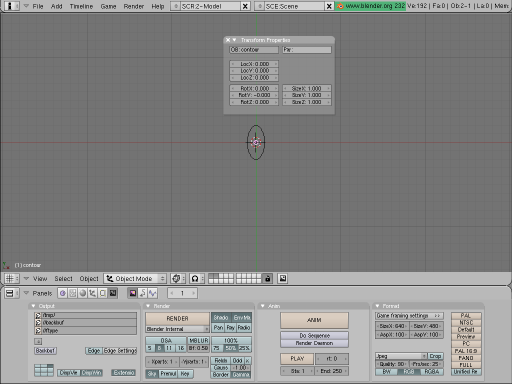 File Add Timeline Game Render Help SCR:2-Model SCE:Scene www.blender.org 232 Ve:192 | Fa:0 | Ob:2-1 | La:0 | Mem
Transform Properties
OB: contoar Par:
LocX: 0.000
LocY: 0.000
LocZ: 0.000
RotX: 0.000 SizeX: 1.000
RotY: -0.000 SizeY: 1.000
RotZ: 0.000 SizeZ: 1.000
(1) contoar
View Select Object Object Mode
Panels 1
Output Render Anim Format
/tmp/
//backbuf
//ftype
Backbuf Edge Edge Settings
DispVie DispWin Extensio
RENDER
Blender Internal
Shado EnvMa
Pan Ray Radio
OSA MBLUR 100%
5 8 11 16 Bf: 0.50 75 50% 25%
Xparts: 1 Yparts: 1
Sky Premul Key
Fields Odd X
Gauss 1.00
Border Gamma
ANIM
Do Sequence
Render Daemon
PLAY rt: 0
Sta: 1 End: 250
Game framing settings >>
SizeX: 640 SizeY: 480
AspX: 100 AspY: 100
Jpeg Crop
Quality: 90 Frs/sec: 25
BW RGB RGBA
PAL
NTSC
Default
Preview
PC
PAL 16:9
PANO
FULL
Unified Re